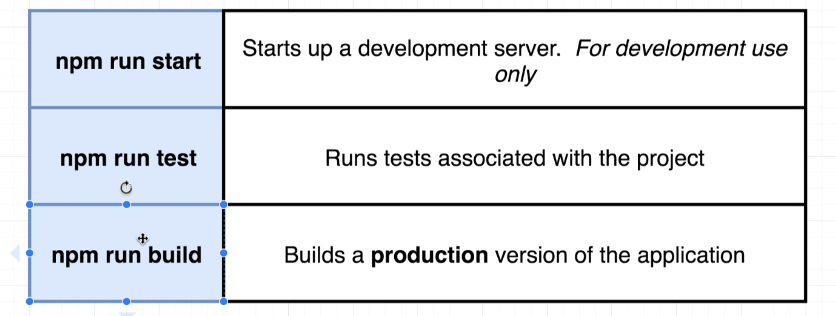 npm run start
Starts up a development server.  For development use
only
npm run test
Runs tests associated with the project
npm run build
Builds a production version of the application